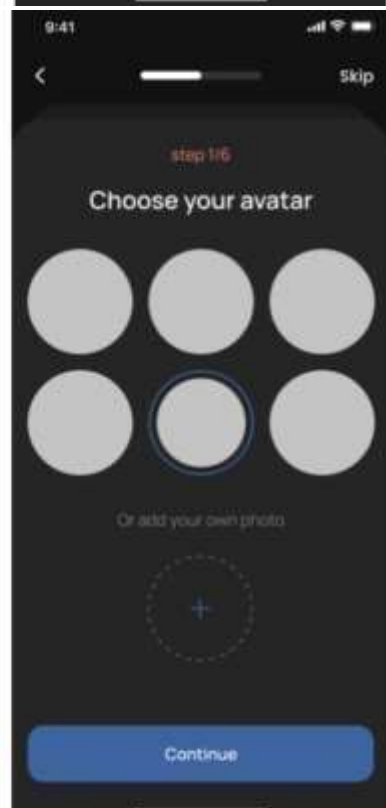 9:41
Skip
step 1/6
Choose your avatar
Or add your own photo
Continue